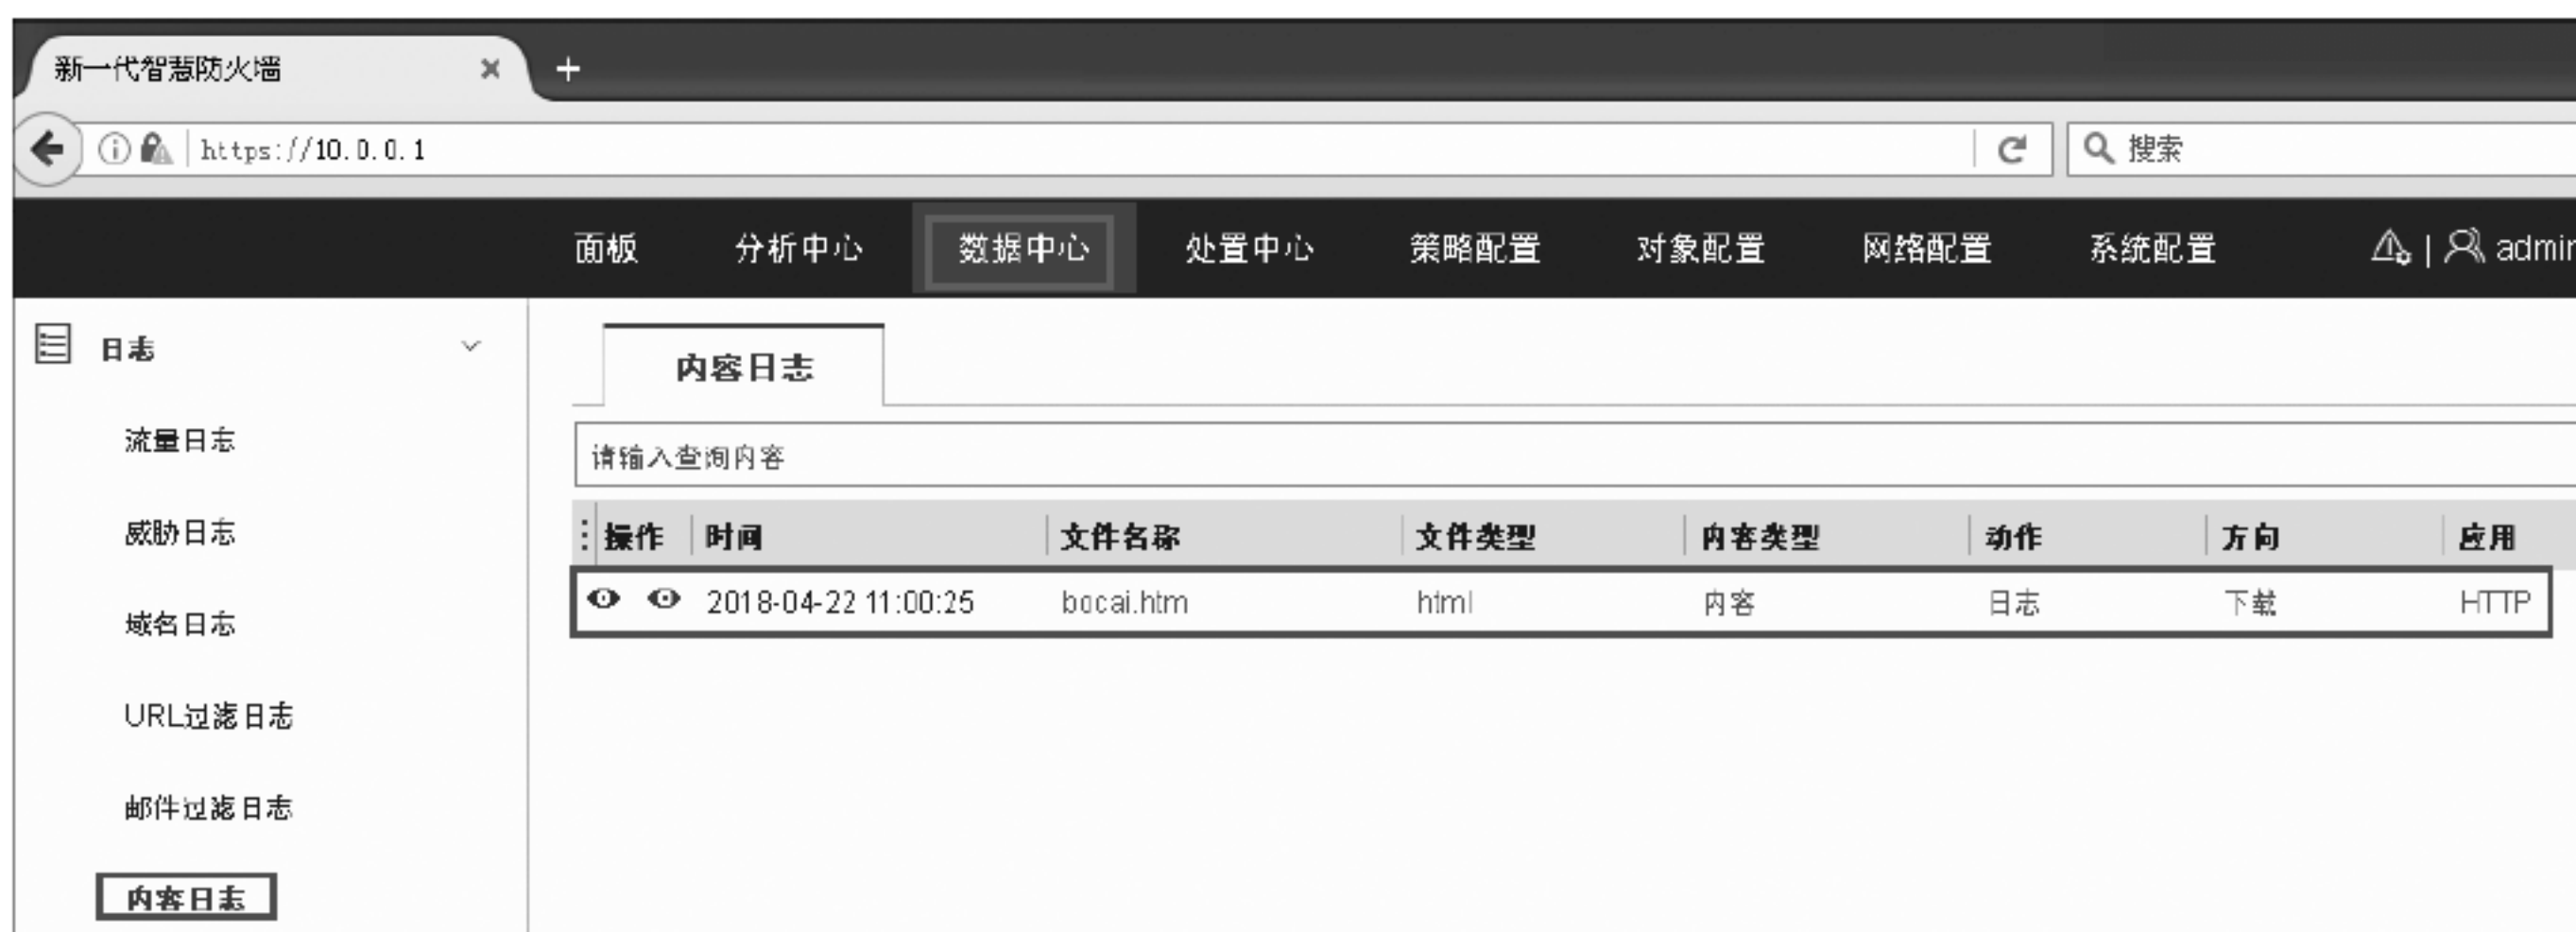 新一代智慧防火墙
https://10.0.0.1
搜索
面板 分析中心 数据中心 处置中心 策略配置 对象配置 网络配置 系统配置 | admin
日志
流量日志
威胁日志
域名日志
URL过滤日志
邮件过滤日志
内容日志
内容日志
请输入查询内容
操作 时间 文件名称 文件类型 内容类型 动作 方向 应用
2018-04-22 11:00:25 bocai.htm html 内容 日志 下载 HTTP